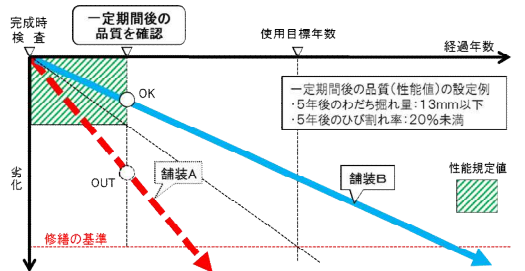 完成時
検 査
一定期間後の
品質を確認
使用目標年数
経過年数
OK
一定期間後の品質(性能値)の設定例
・5年後のわだち掘れ量:13mm以下
・5年後のひび割れ率:20%未満
劣化
OUT
舗装A
舗装B
性能規定値
修繕の基準